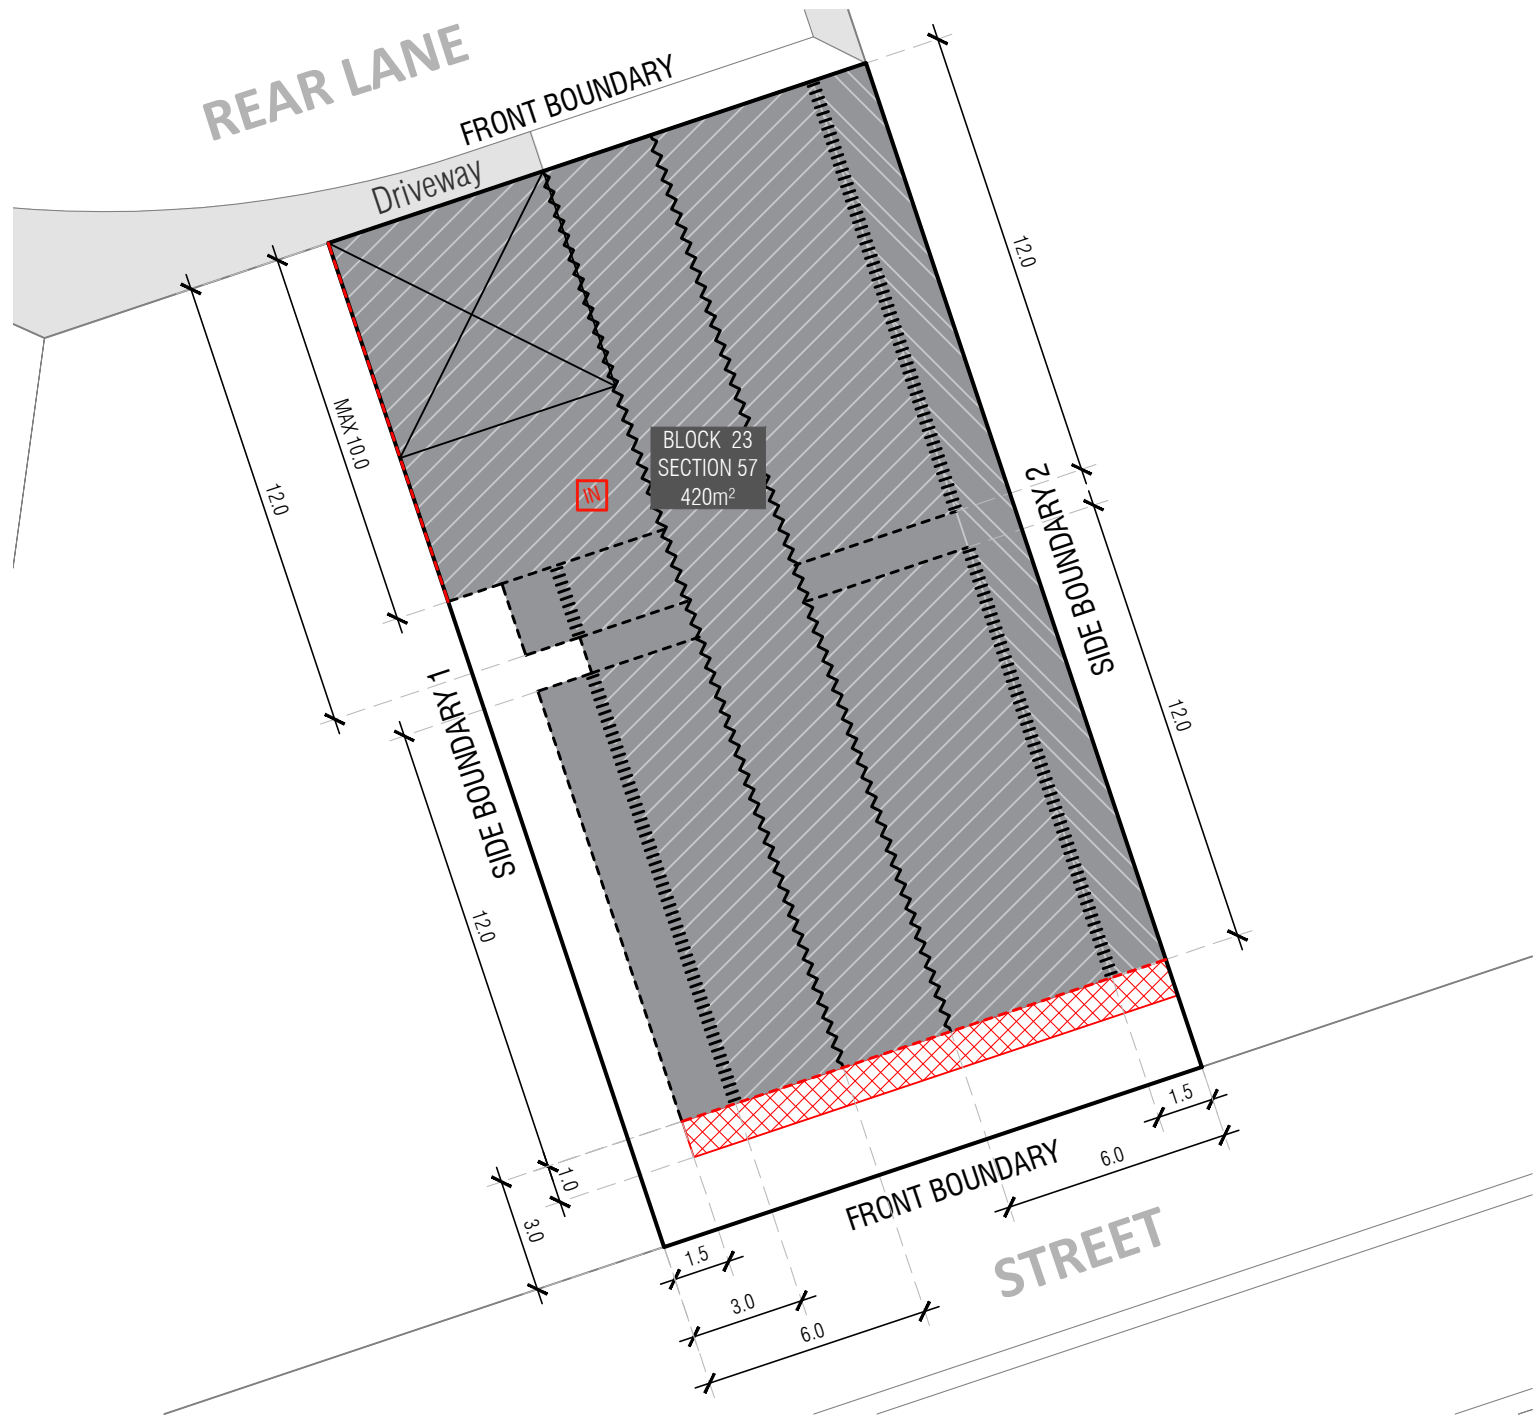 REAR LANE
FRONT BOUNDARY
Driveway
12.0
MAX 10.0
12.0
BLOCK 23
SECTION 57
420m²
IN
SIDE BOUNDARY 2
SIDE BOUNDARY 1
12.0
12.0
1.0
3.0
1.5
6.0
FRONT BOUNDARY
STREET
1.5
3.0
6.0